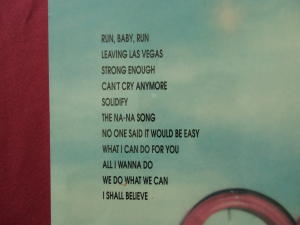 RUN, BABY, RUN
LEAVING LAS VEGAS
STRONG ENOUGH
CAN'T CRY ANYMORE
SOLIDIFY
THE NA-NA SONG
NO ONE SAID IT WOULD BE EASY
WHAT I CAN DO FOR YOU
ALL I WANNA DO
WE DO WHAT WE CAN
I SHALL BELIEVE